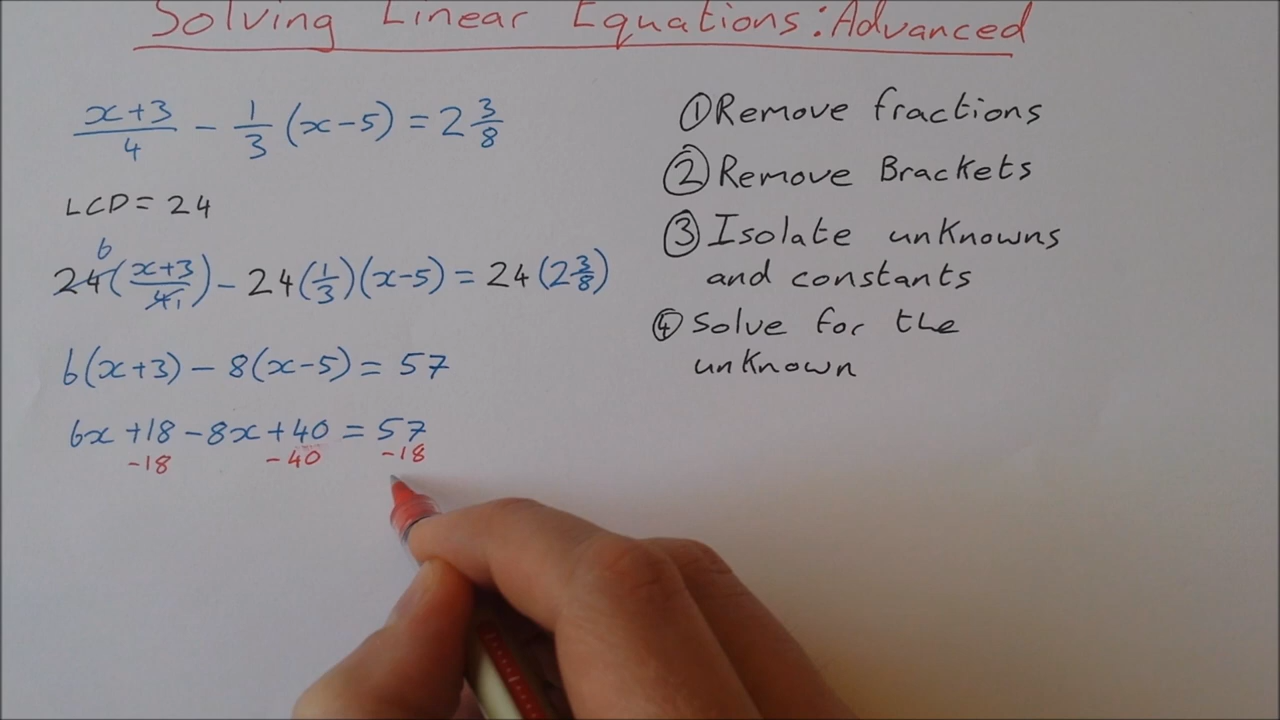 Solving Linear Equations: Advanced
x+3/4 - 1/3 (x-5) = 2 3/8
LCD = 24
6
24(x+3/4 1) - 24(1/3)(x-5) = 24(2 3/8)
6(x+3) - 8(x-5) = 57
6x +18 -8x +40 = 57
-18 -40 -18
① Remove fractions
② Remove Brackets
③ Isolate unknowns
and constants
④ Solve for the
unknown